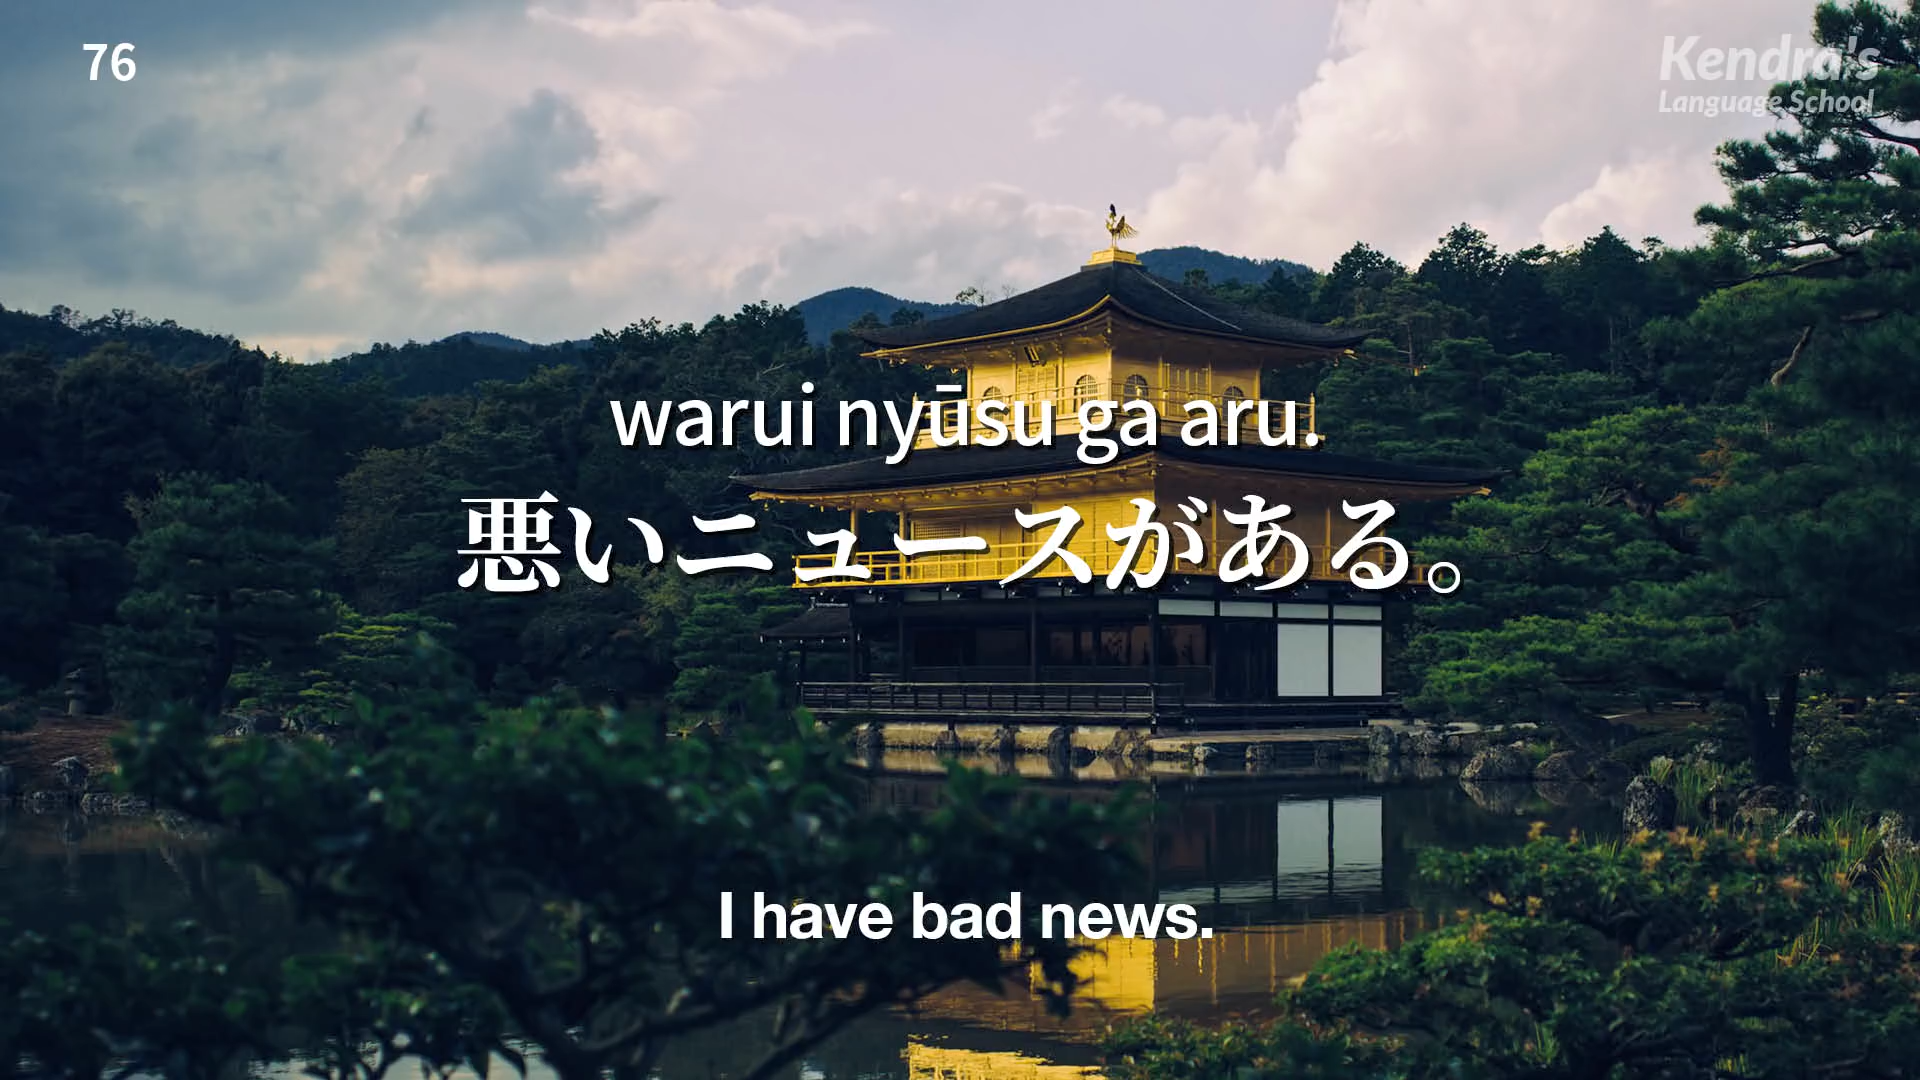 76
Kendra's
Language School
warui nyūsu ga aru.
悪いニュースがある。
I have bad news.